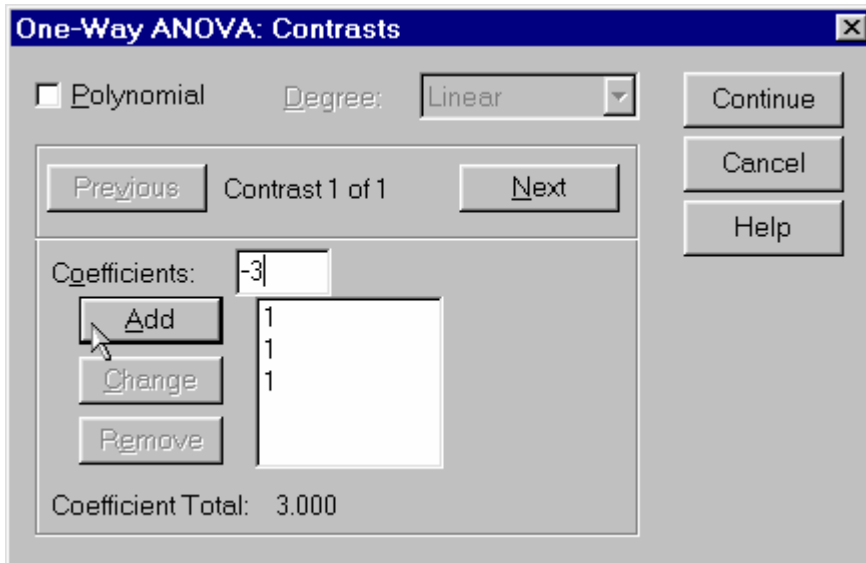 One-Way ANOVA: Contrasts
Polynomial Degree: Linear Continue
Previous Contrast 1 of 1 Next Cancel
Help
Coefficients: -3
Add 1
1
Change 1
Remove
Coefficient Total: 3.000